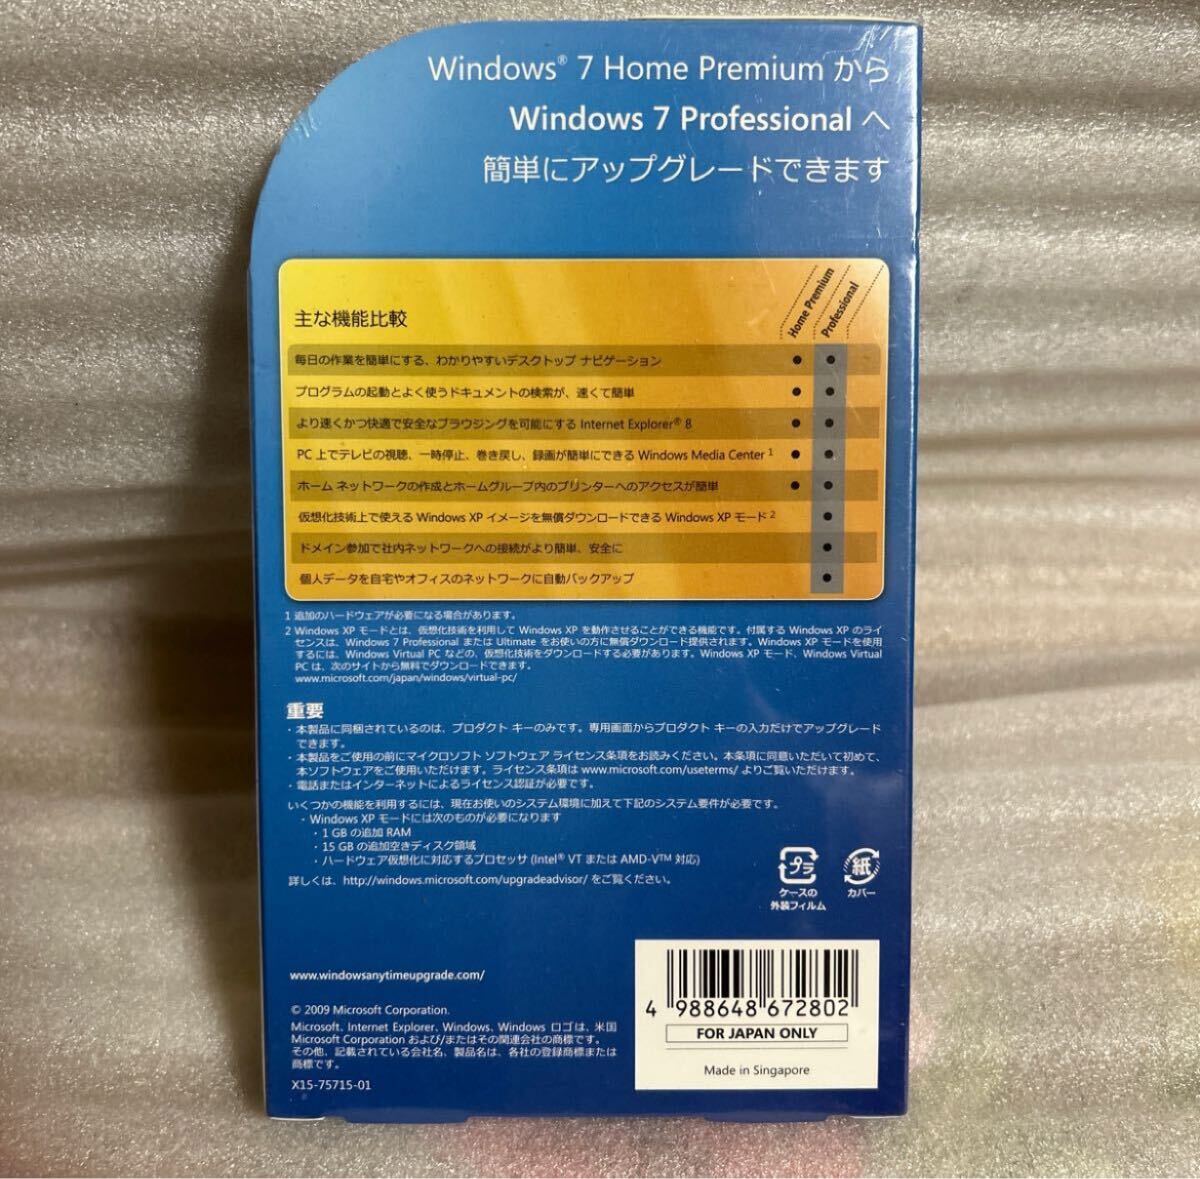 Windows® 7 Home Premium から
Windows 7 Professional へ
簡単にアップグレードできます
主な機能比較
Home Premium
Professional
毎日の作業を簡単にする、わかりやすいデスクトップ ナビゲーション ● ●
プログラムの起動とよく使うドキュメントの検索が、速くて簡単 ● ●
より速くかつ快適で安全なブラウジングを可能にする Internet Explorer® 8 ● ●
PC 上でテレビの視聴、一時停止、巻き戻し、録画が簡単にできる Windows Media Center 1 ● ●
ホーム ネットワークの作成とホームグループ内のプリンターへのアクセスが簡単 ● ●
仮想化技術上で使える Windows XP イメージを無償ダウンロードできる Windows XP モード 2 ●
ドメイン参加で社内ネットワークへの接続がより簡単、安全に ●
個人データを自宅やオフィスのネットワークに自動バックアップ ●
1 追加のハードウェアが必要になる場合があります。
2 Windows XP モードとは、仮想化技術を利用して Windows XP を動作させることができる機能です。付属する Windows XP のライ
センスは、Windows 7 Professional または Ultimate をお使いの方に無償ダウンロード提供されます。Windows XP モードを使用
するには、Windows Virtual PC などの、仮想化技術をダウンロードする必要があります。Windows XP モード、Windows Virtual
PC は、次のサイトから無料でダウンロードできます。
www.microsoft.com/japan/windows/virtual-pc/
重要
・本製品に同梱されているのは、プロダクト キーのみです。専用画面からプロダクト キーの入力だけでアップグレード
できます。
・本製品をご使用の前にマイクロソフト ソフトウェア ライセンス条項をお読みください。本条項に同意いただいて初めて、
本ソフトウェアをご使用いただけます。ライセンス条項は www.microsoft.com/useterms/ よりご覧いただけます。
・電話またはインターネットによるライセンス認証が必要です。
いくつかの機能を利用するには、現在お使いのシステム環境に加えて下記のシステム要件が必要です。
・Windows XP モードには次のものが必要になります
・1 GB の追加 RAM
・15 GB の追加空きディスク領域
・ハードウェア仮想化に対応するプロセッサ (Intel® VT または AMD-V™ 対応)
詳しくは、http://windows.microsoft.com/upgradeadvisor/ をご覧ください。
プラ
ケースの
外装フィルム
紙
カバー
www.windowsanytimeupgrade.com/
© 2009 Microsoft Corporation.
Microsoft、Internet Explorer、Windows、Windows ロゴは、米国
Microsoft Corporation および/またはその関連会社の商標です。
その他、記載されている会社名、製品名は、各社の登録商標または
商標です。
X15-75715-01
4 988648 672802
FOR JAPAN ONLY
Made in Singapore